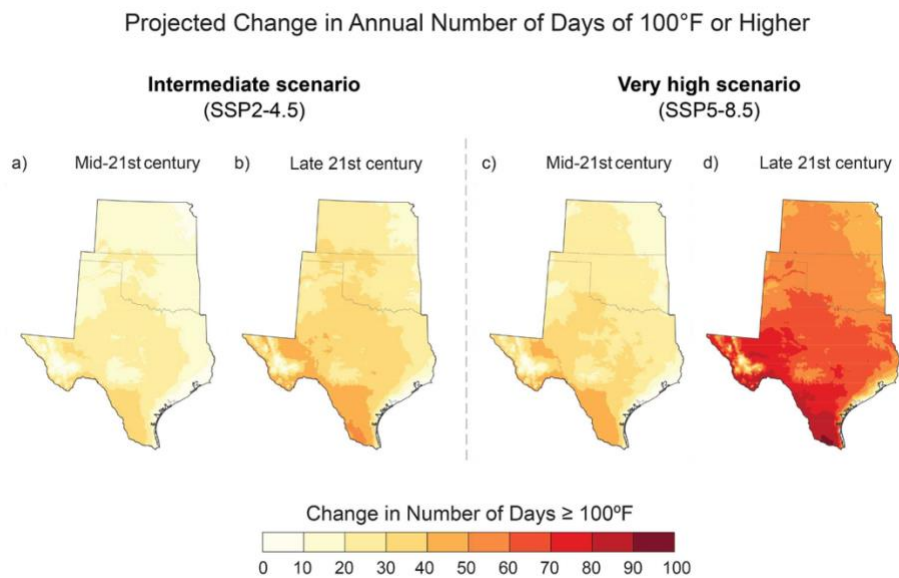 Projected Change in Annual Number of Days of 100°F or Higher
Intermediate scenario
(SSP2-4.5)
Very high scenario
(SSP5-8.5)
a) Mid-21st century
b) Late 21st century
c) Mid-21st century
d) Late 21st century
Change in Number of Days ≥ 100ºF
0 10 20 30 40 50 60 70 80 90 100